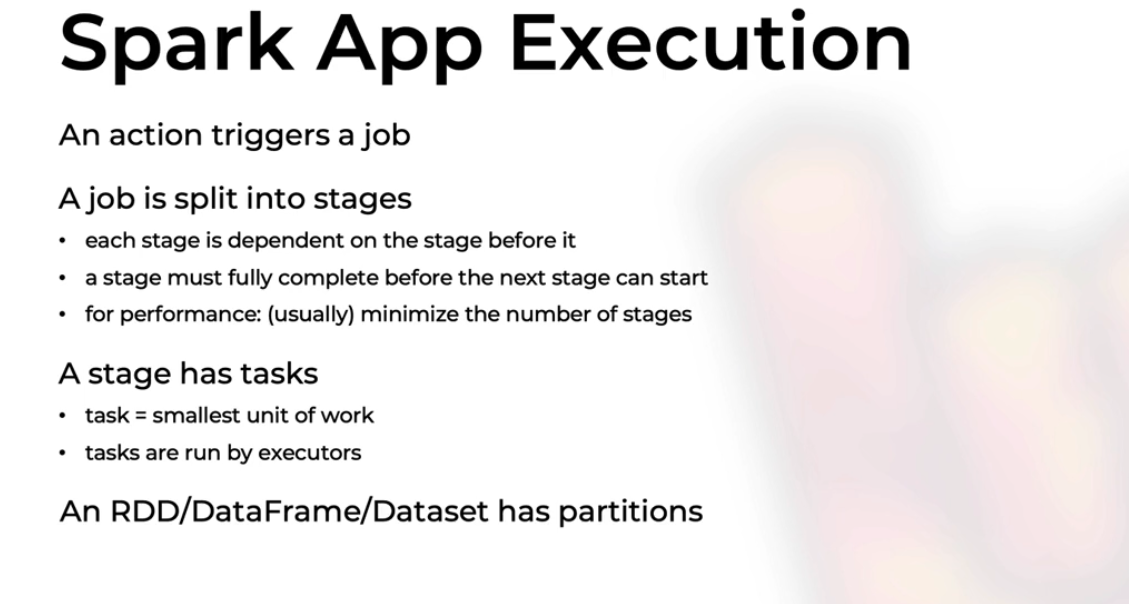 Spark App Execution
An action triggers a job
A job is split into stages
• each stage is dependent on the stage before it
• a stage must fully complete before the next stage can start
• for performance: (usually) minimize the number of stages
A stage has tasks
• task = smallest unit of work
• tasks are run by executors
An RDD/DataFrame/Dataset has partitions